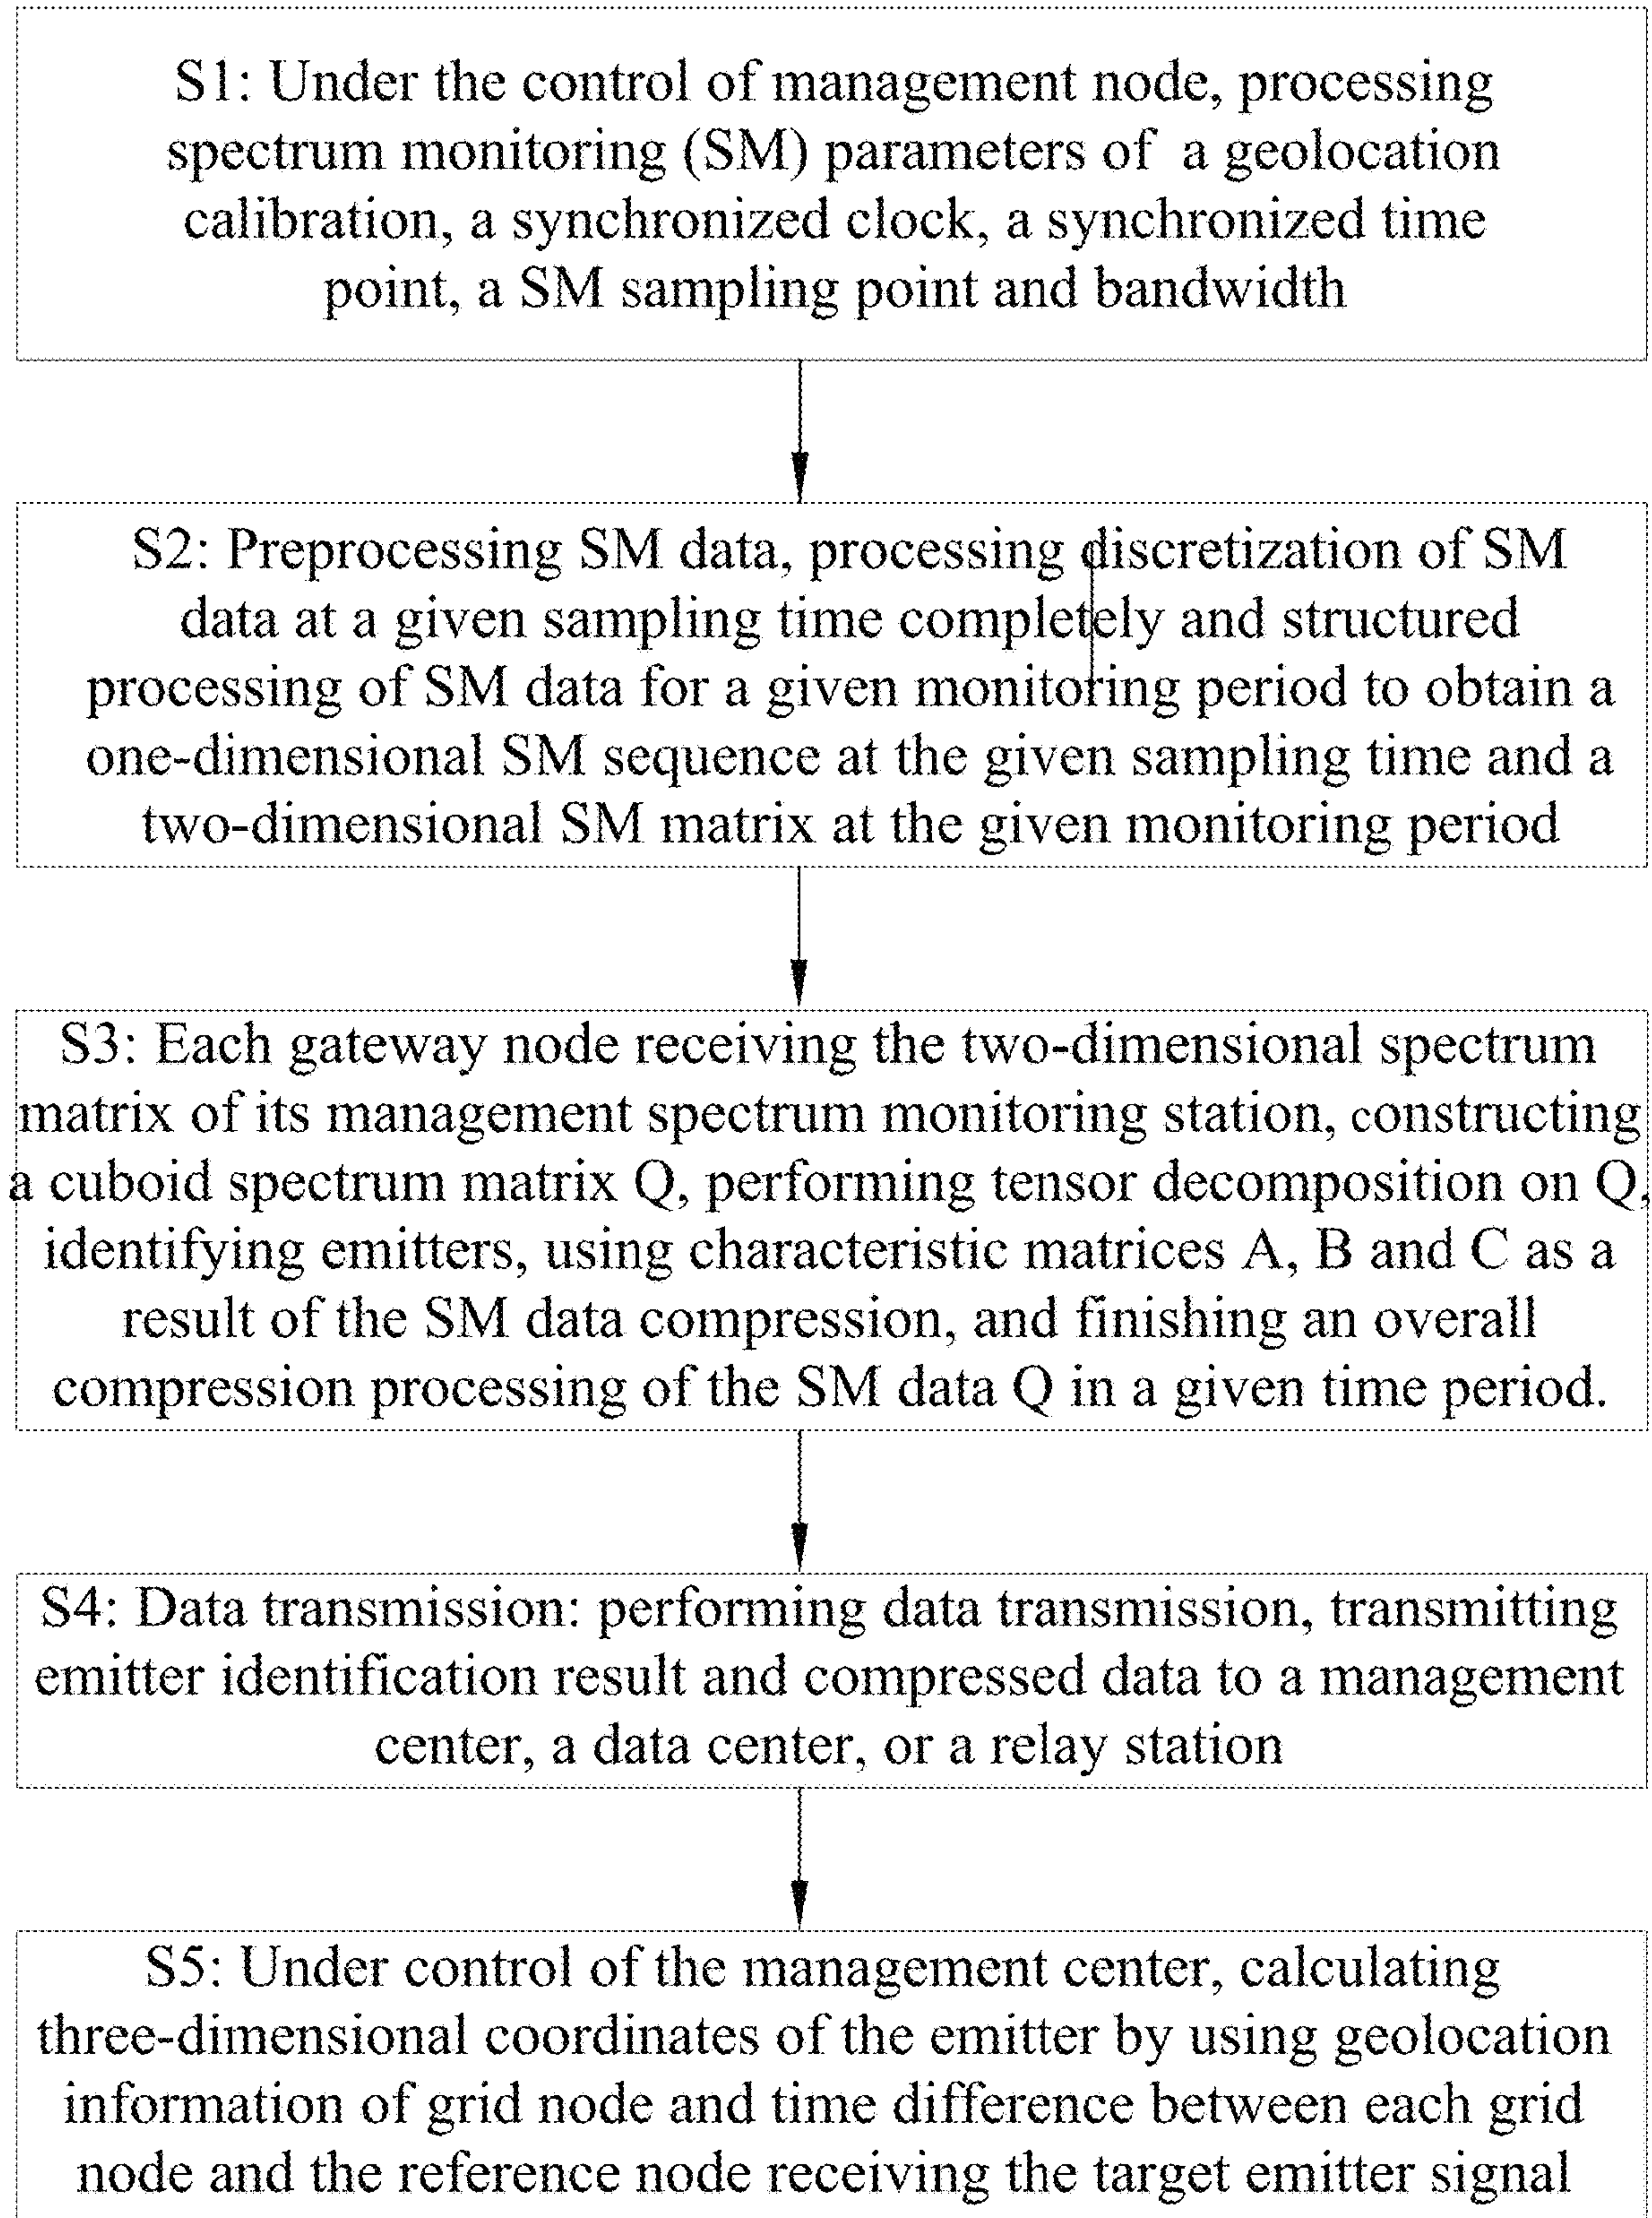 S1: Under the control of management node, processing
spectrum monitoring (SM) parameters of a geolocation
calibration, a synchronized clock, a synchronized time
point, a SM sampling point and bandwidth
S2: Preprocessing SM data, processing discretization of SM
data at a given sampling time completely and structured
processing of SM data for a given monitoring period to obtain a
one-dimensional SM sequence at the given sampling time and a
two-dimensional SM matrix at the given monitoring period
S3: Each gateway node receiving the two-dimensional spectrum
matrix of its management spectrum monitoring station, constructing
a cuboid spectrum matrix Q, performing tensor decomposition on Q,
identifying emitters, using characteristic matrices A, B and C as a
result of the SM data compression, and finishing an overall
compression processing of the SM data Q in a given time period.
S4: Data transmission: performing data transmission, transmitting
emitter identification result and compressed data to a management
center, a data center, or a relay station
S5: Under control of the management center, calculating
three-dimensional coordinates of the emitter by using geolocation
information of grid node and time difference between each grid
node and the reference node receiving the target emitter signal